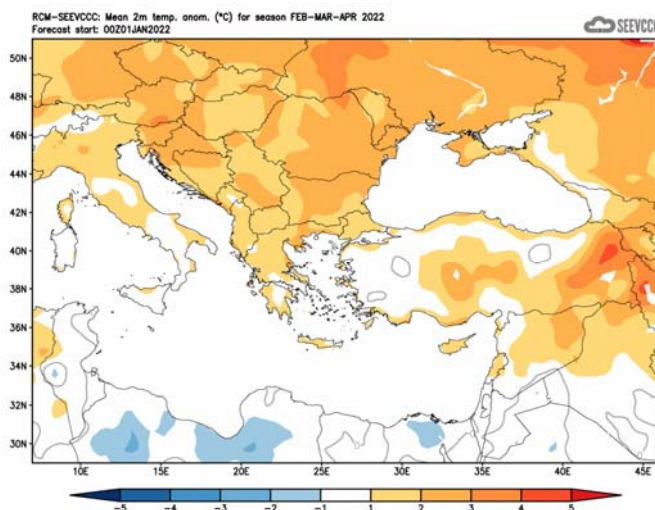 RCM-SEEVCCC: Mean 2m temp. anom. (°C) for season FEB-MAR-APR 2022
Forecast start: 00Z01JAN2022
SEEVCCC
50N
48N
46N
44N
42N
40N
38N
36N
34N
32N
30N
10E 15E 20E 25E 30E 35E 40E 45E
-5 -4 -3 -2 -1 1 2 3 4 5